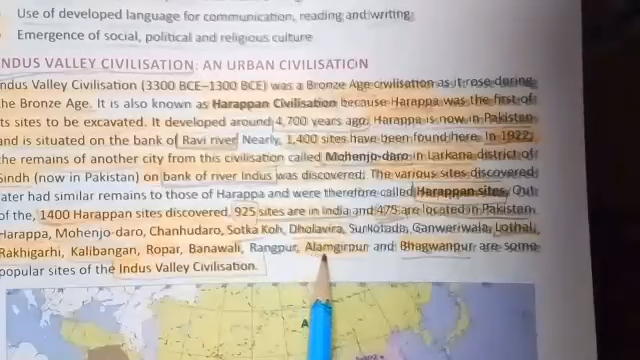 Use of developed language for communication, reading and writing
Emergence of social, political and religious culture
NDUS VALLEY CIVILISATION: AN URBAN CIVILISATION
ndus Valley Civilisation (3300 BCE–1300 BCE) was a Bronze Age civilisation as it rose during
the Bronze Age. It is also known as Harappan Civilisation because Harappa was the first of
ts sites to be excavated. It developed around 4,700 years ago. Harappa is now in Pakistan
and is situated on the bank of Ravi river Nearly, 1,400 sites have been found here. In 1922,
the remains of another city from this civilisation called Mohenjo-daro in Larkana district of
Sindh (now in Pakistan) on bank of river Indus was discovered. The various sites discovered
ater had similar remains to those of Harappa and were therefore called Harappan sites. Out
of the, 1400 Harappan sites discovered, 925 sites are in India and 475 are located in Pakistan.
Harappa, Mohenjo-daro, Chanhudaro, Sotka Koh, Dholavira, Surkotada, Ganweriwala, Lothal,
Rakhigarhi, Kalibangan, Ropar, Banawali, Rangpur, Alamgirpur and Bhagwanpur are some
popular sites of the Indus Valley Civilisation.
A